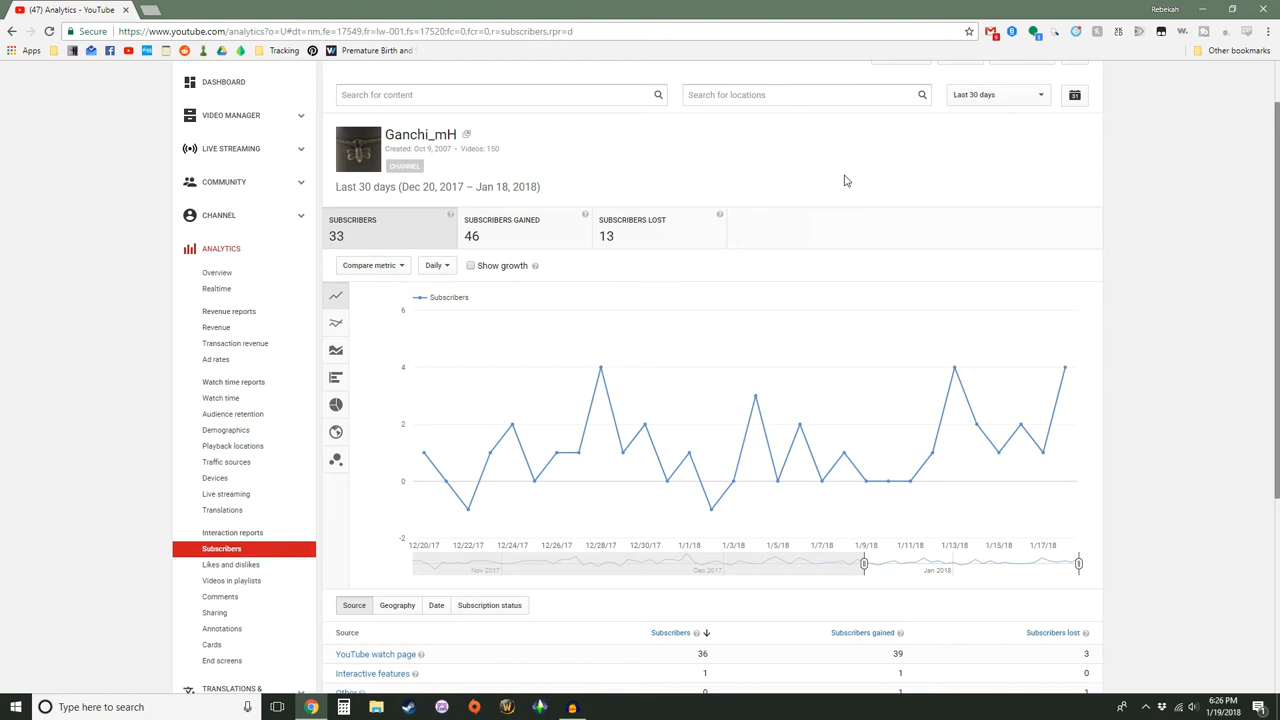 (47) Analytics - YouTube
Rebekah
Secure
https://www.youtube.com/analytics?o=U#dt=nm,fe=17549.fr=lw-001.fs=17520:fc=0,fcr=0,r=subscribers.rpr=d
Apps
Tracking
Premature Birth and
Other bookmarks
DASHBOARD
VIDEO MANAGER
LIVE STREAMING
COMMUNITY
CHANNEL
ANALYTICS
Overview
Realtime
Revenue reports
Revenue
Transaction revenue
Ad rates
Watch time reports
Watch time
Audience retention
Demographics
Playback locations
Traffic sources
Devices
Live streaming
Translations
Interaction reports
Subscribers
Likes and dislikes
Videos in playlists
Comments
Sharing
Annotations
Cards
End screens
TRANSLATIONS &
Search for content
Search for locations
Last 30 days
Ganchi_mH
Created: Oct 9, 2007 • Videos: 150
CHANNEL
Last 30 days (Dec 20, 2017 – Jan 18, 2018)
SUBSCRIBERS
33
SUBSCRIBERS GAINED
46
SUBSCRIBERS LOST
13
Compare metric
Daily
Show growth
Subscribers
6
4
2
0
-2
12/20/17 12/22/17 12/24/17 12/26/17 12/28/17 12/30/17 1/1/18 1/3/18 1/5/18 1/7/18 1/9/18 1/11/18 1/13/18 1/15/18 1/17/18
Nov 2017 Dec 2017 Jan 2018
Source Geography Date Subscription status
Source Subscribers Subscribers gained Subscribers lost
YouTube watch page 36 39 3
Interactive features 1 1 0
Other 0 1 1
Type here to search
6:26 PM
1/19/2018